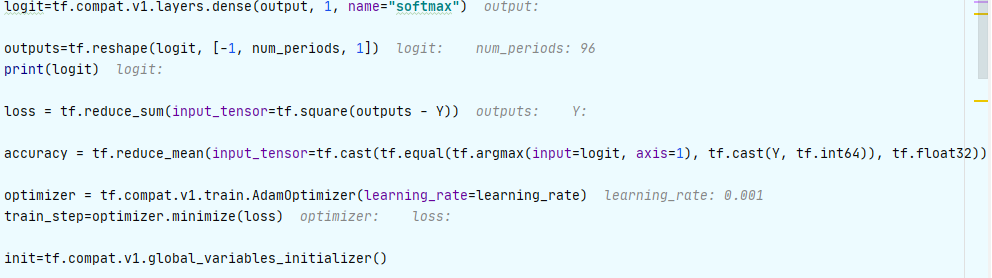 logit=tf.compat.v1.layers.dense(output, 1, name="softmax") output:
outputs=tf.reshape(logit, [-1, num_periods, 1]) logit: num_periods: 96
print(logit) logit:
loss = tf.reduce_sum(input_tensor=tf.square(outputs - Y)) outputs: Y:
accuracy = tf.reduce_mean(input_tensor=tf.cast(tf.equal(tf.argmax(input=logit, axis=1), tf.cast(Y, tf.int64)), tf.float32))
optimizer = tf.compat.v1.train.AdamOptimizer(learning_rate=learning_rate) learning_rate: 0.001
train_step=optimizer.minimize(loss) optimizer: loss:
init=tf.compat.v1.global_variables_initializer()